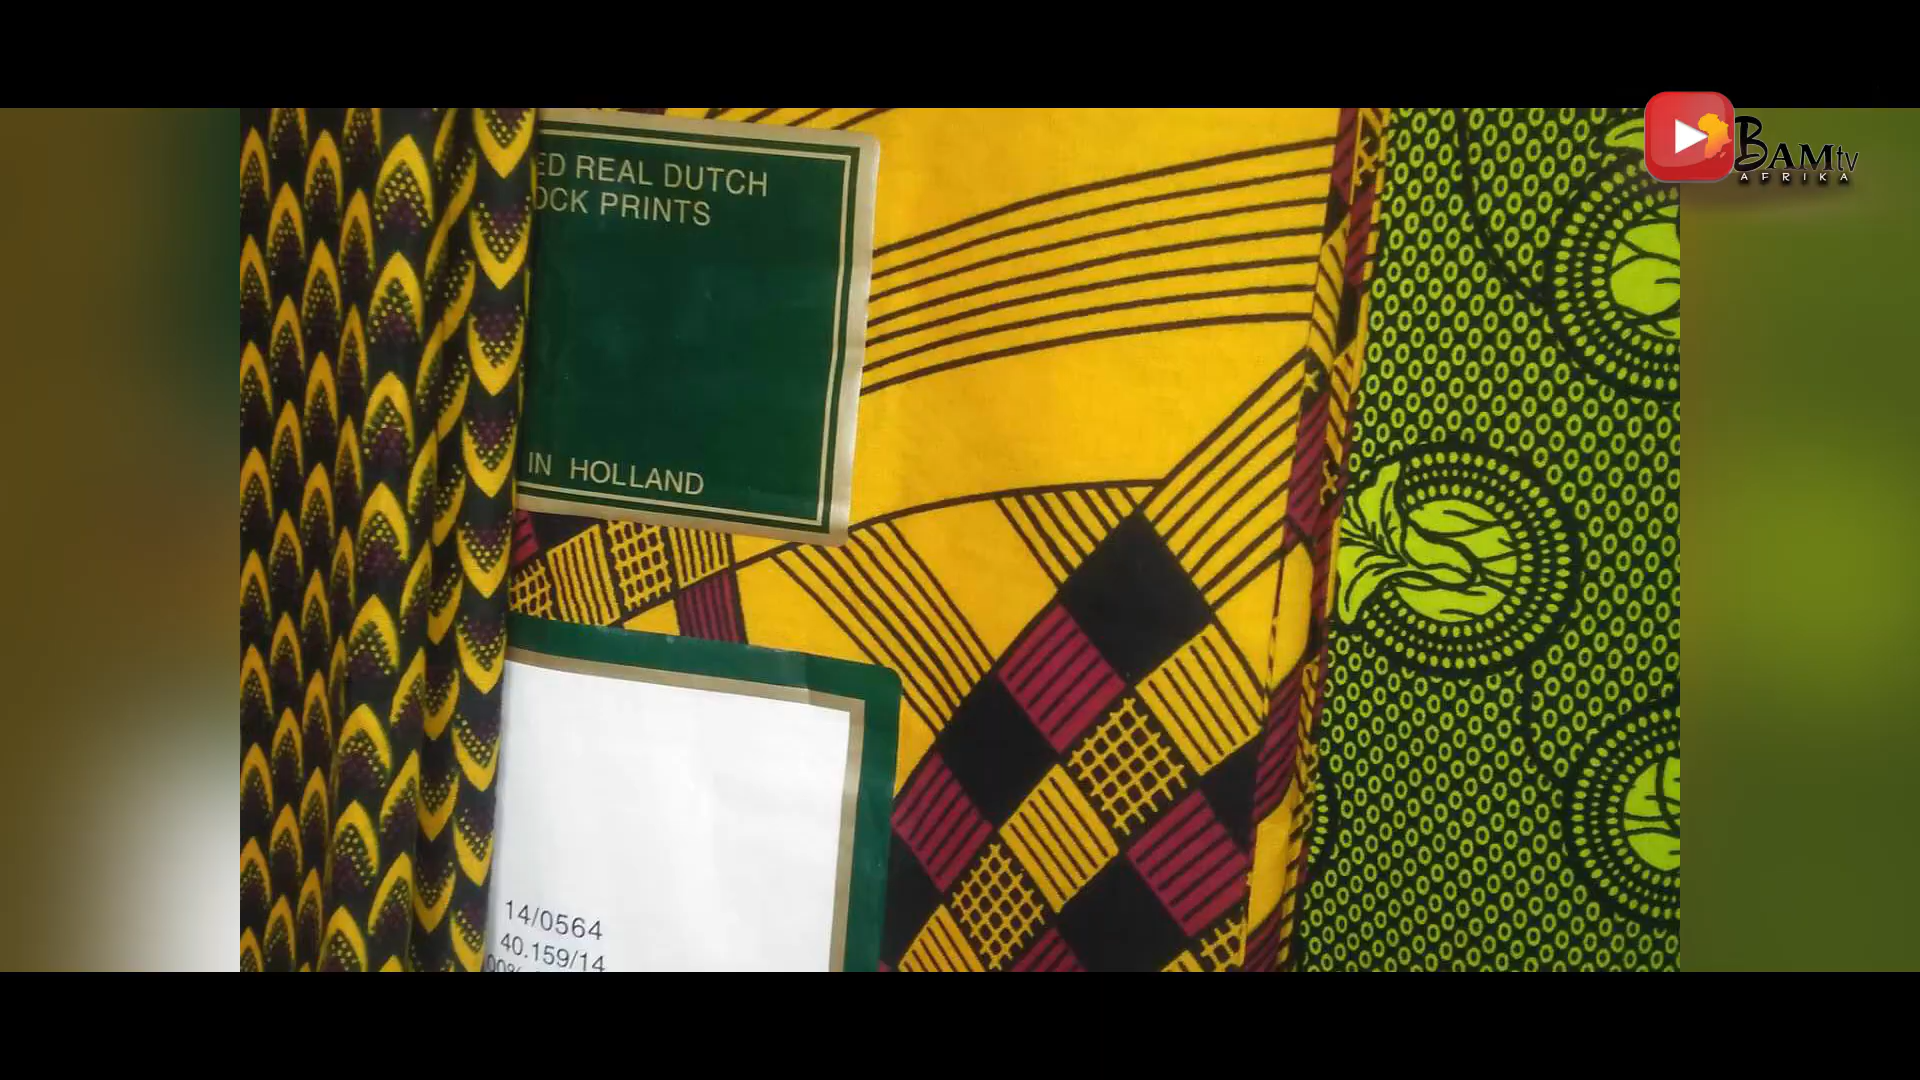 ED REAL DUTCH
OCK PRINTS
IN HOLLAND
14/0564
40.159/14
BAMtv
AFRIKA